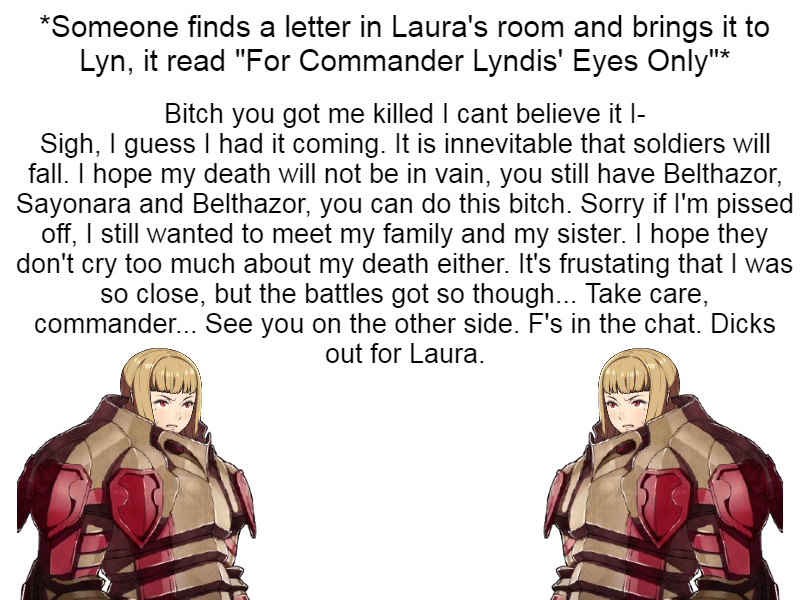 *Someone finds a letter in Laura's room and brings it to
Lyn, it read "For Commander Lyndis' Eyes Only"*
Bitch you got me killed I cant believe it I-
Sigh, I guess I had it coming. It is innevitable that soldiers will
fall. I hope my death will not be in vain, you still have Belthazor,
Sayonara and Belthazor, you can do this bitch. Sorry if I'm pissed
off, I still wanted to meet my family and my sister. I hope they
don't cry too much about my death either. It's frustating that I was
so close, but the battles got so though... Take care,
commander... See you on the other side. F's in the chat. Dicks
out for Laura.